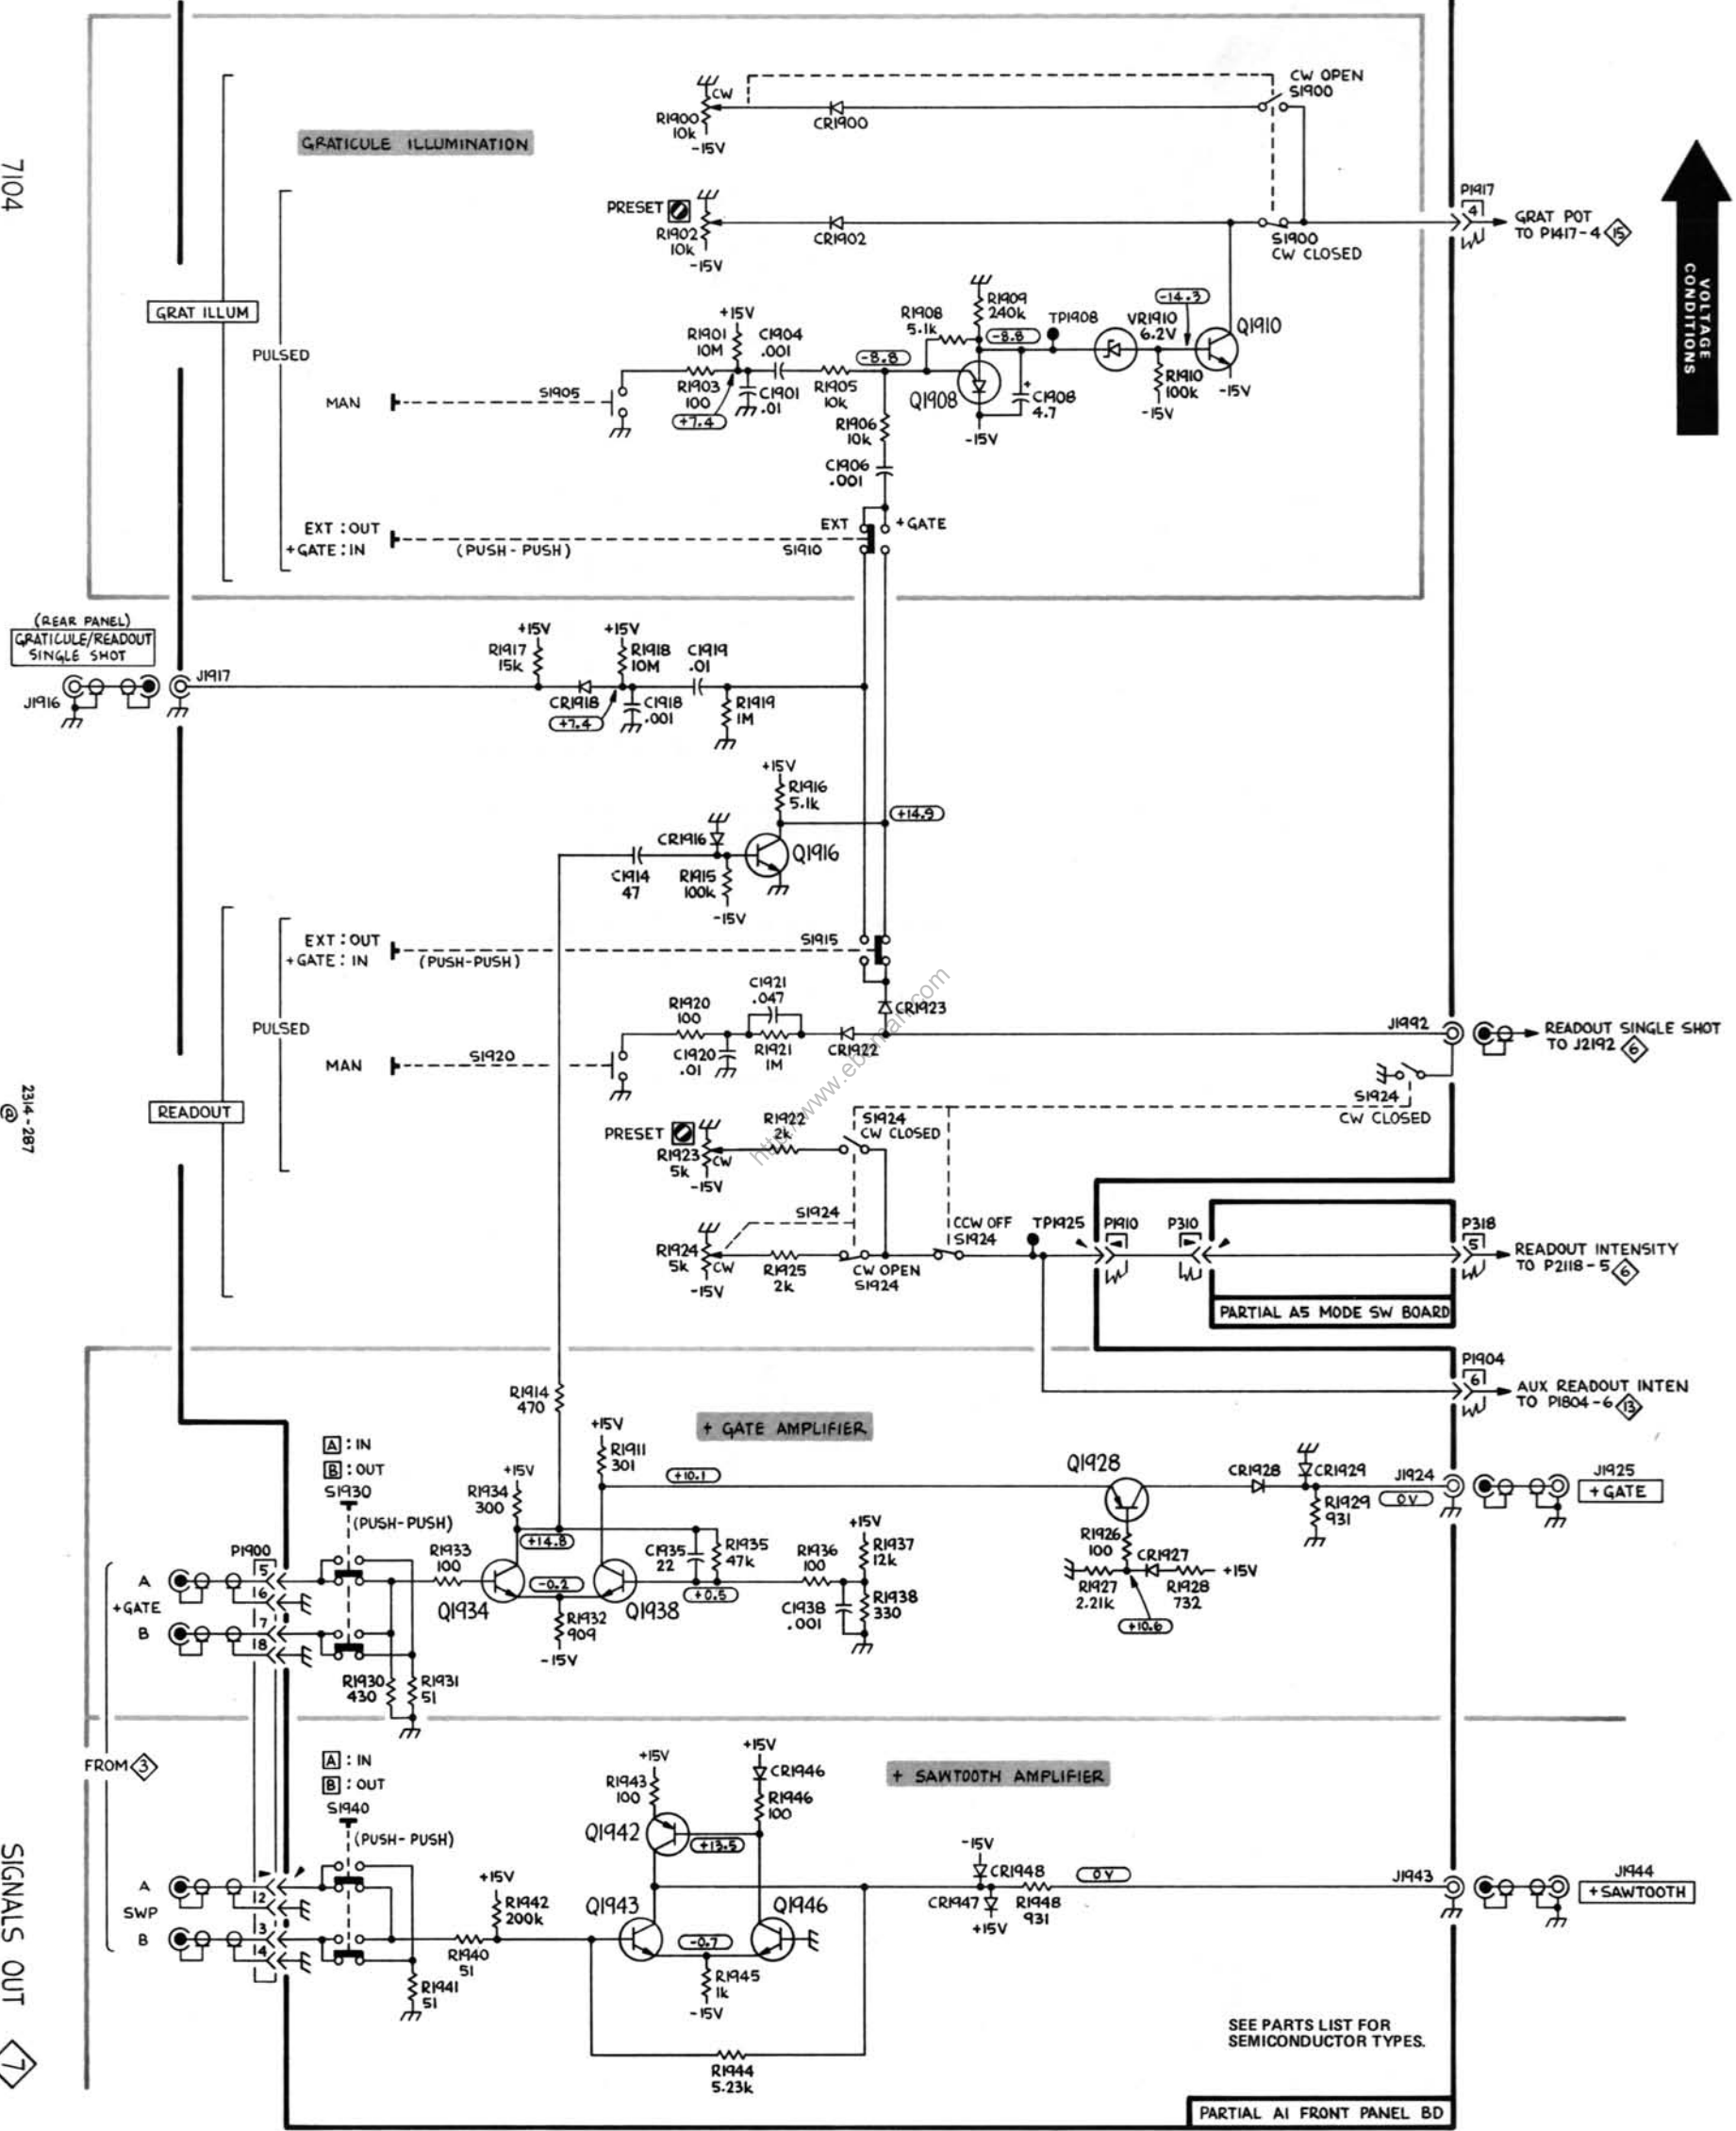 CW OPEN
S1900
CW
R1900
10k
-15V
CR1900
GRATICULE ILLUMINATION
7104
PRESET
R1902
10k
-15V
CR1902
S1900
CW CLOSED
P1917
4
GRAT POT
TO P1417-4 15
VOLTAGE
CONDITIONS
GRAT ILLUM
PULSED
+15V
R1901
10M
C1904
.001
R1903
100
C1901
.01
+7.4
R1905
10k
-8.8
R1908
5.1k
R1909
240k
-8.8
TP1908
VR1910
6.2V
-14.3
Q1910
R1910
100k
-15V
-15V
Q1908
+
C1908
4.7
-15V
MAN
S1905
R1906
10k
C1906
.001
EXT : OUT
+GATE : IN
(PUSH-PUSH)
S1910
EXT
+GATE
(REAR PANEL)
GRATICULE/READOUT
SINGLE SHOT
J1916
J1917
+15V
R1917
15k
+15V
R1918
10M
C1919
.01
CR1918
+7.4
C1918
.001
R1919
1M
+15V
R1916
5.1k
+14.9
CR1916
Q1916
C1914
47
R1915
100k
-15V
EXT : OUT
+GATE : IN
(PUSH-PUSH)
S1915
PULSED
C1921
.047
R1920
100
CR1923
C1920
.01
R1921
1M
CR1922
MAN
S1920
J1992
READOUT SINGLE SHOT
TO J2192 6
S1924
CW CLOSED
READOUT
2314-287
@
PRESET
R1923
5k
CW
-15V
R1922
2k
S1924
CW CLOSED
S1924
R1924
5k
CW
-15V
R1925
2k
CW OPEN
S1924
CCW OFF
S1924
TP1925
P1910
P310
P318
5
READOUT INTENSITY
TO P2118-5 6
PARTIAL A5 MODE SW BOARD
P1904
6
AUX READOUT INTEN
TO P1804-6 13
R1914
470
+ GATE AMPLIFIER
A : IN
B : OUT
S1930
(PUSH-PUSH)
+15V
R1934
300
+15V
R1911
301
+10.1
Q1928
CR1928
CR1929
J1924
J1925
+GATE
R1929
931
0V
+14.8
C1935
22
R1935
47k
+15V
R1937
12k
R1936
100
R1926
100
CR1927
+15V
R1927
2.21k
R1928
732
+10.6
P1900
5
16
17
18
A
+GATE
B
R1933
100
Q1934
-0.2
Q1938
+0.5
R1932
909
-15V
C1938
.001
R1938
330
R1930
430
R1931
51
FROM 3
A : IN
B : OUT
S1940
(PUSH-PUSH)
+15V
R1943
100
+15V
CR1946
R1946
100
+ SAWTOOTH AMPLIFIER
Q1942
+13.5
A
SWP
B
12
3
14
+15V
R1942
200k
R1940
51
R1941
51
Q1943
Q1946
-0.7
R1945
1k
-15V
-15V
CR1948
CR1947
+15V
R1948
931
0V
J1943
J1944
+SAWTOOTH
R1944
5.23k
SEE PARTS LIST FOR
SEMICONDUCTOR TYPES.
PARTIAL A1 FRONT PANEL BD
SIGNALS OUT 7